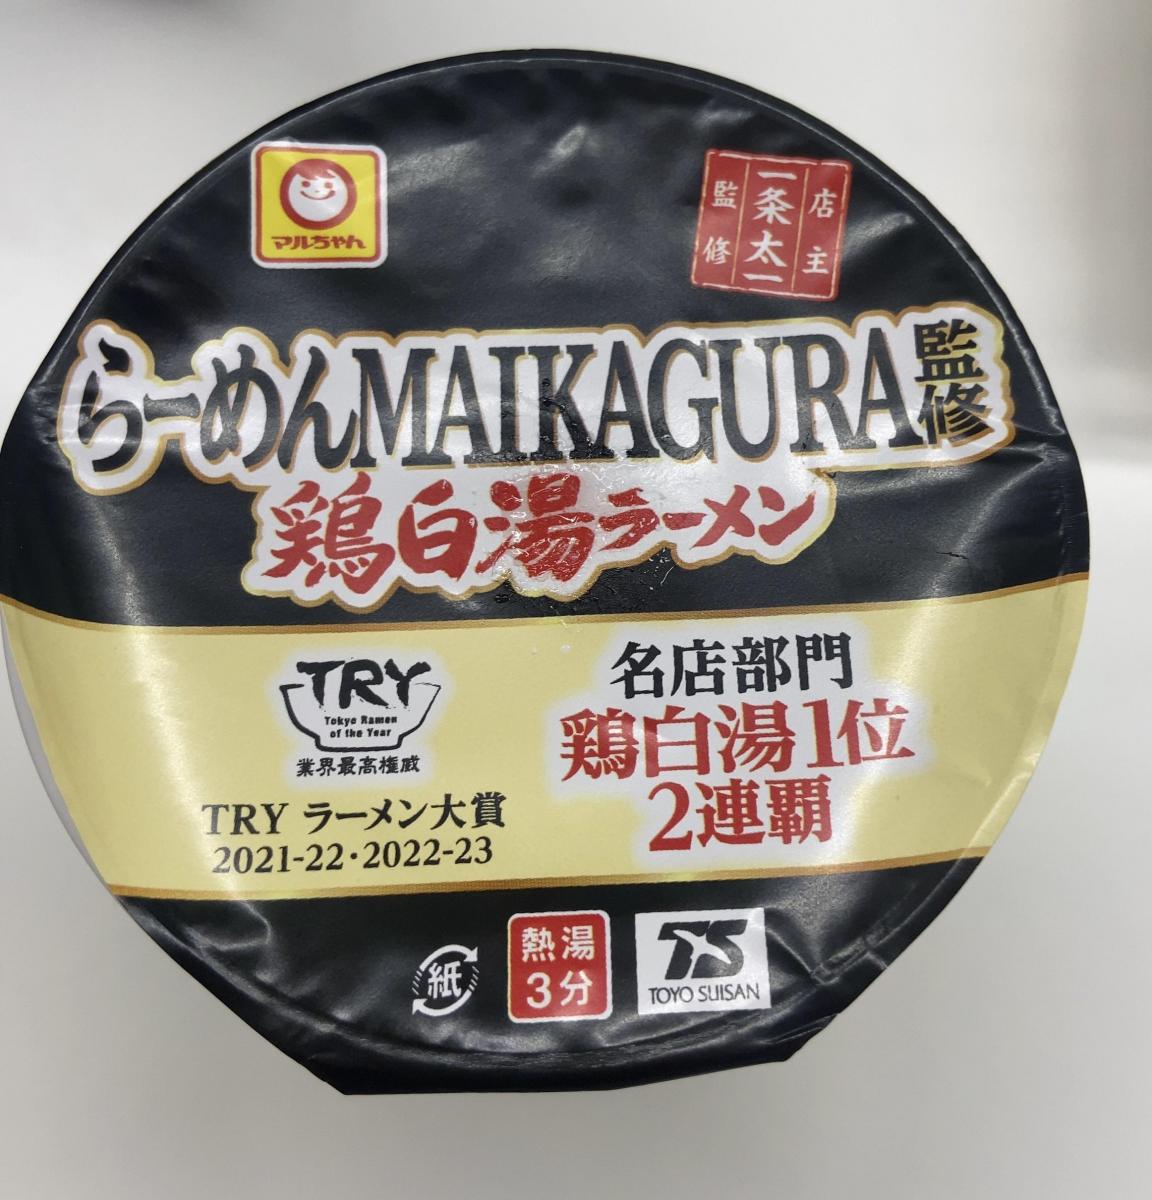 マルちゃん
店主
一条太一
監修
らーめんMAIKAGURA監修
鶏白湯ラーメン
TRY
Tokyo Ramen
of the Year
業界最高権威
TRY ラーメン大賞
2021-22・2022-23
名店部門
鶏白湯1位
2連覇
紙
熱湯
3分
TS
TOYO SUISAN